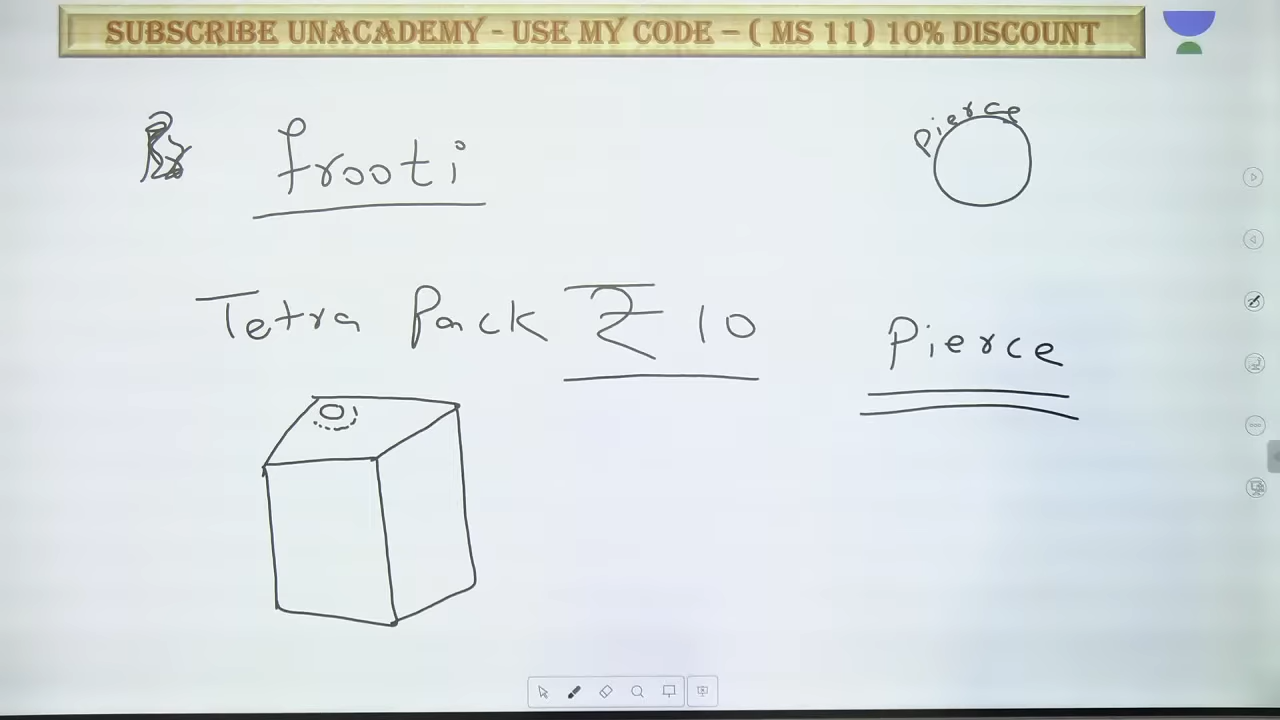 SUBSCRIBE UNACADEMY - USE MY CODE – ( MS 11) 10% DISCOUNT
Pierce
frooti
Tetra Pack ₹ 10
Pierce